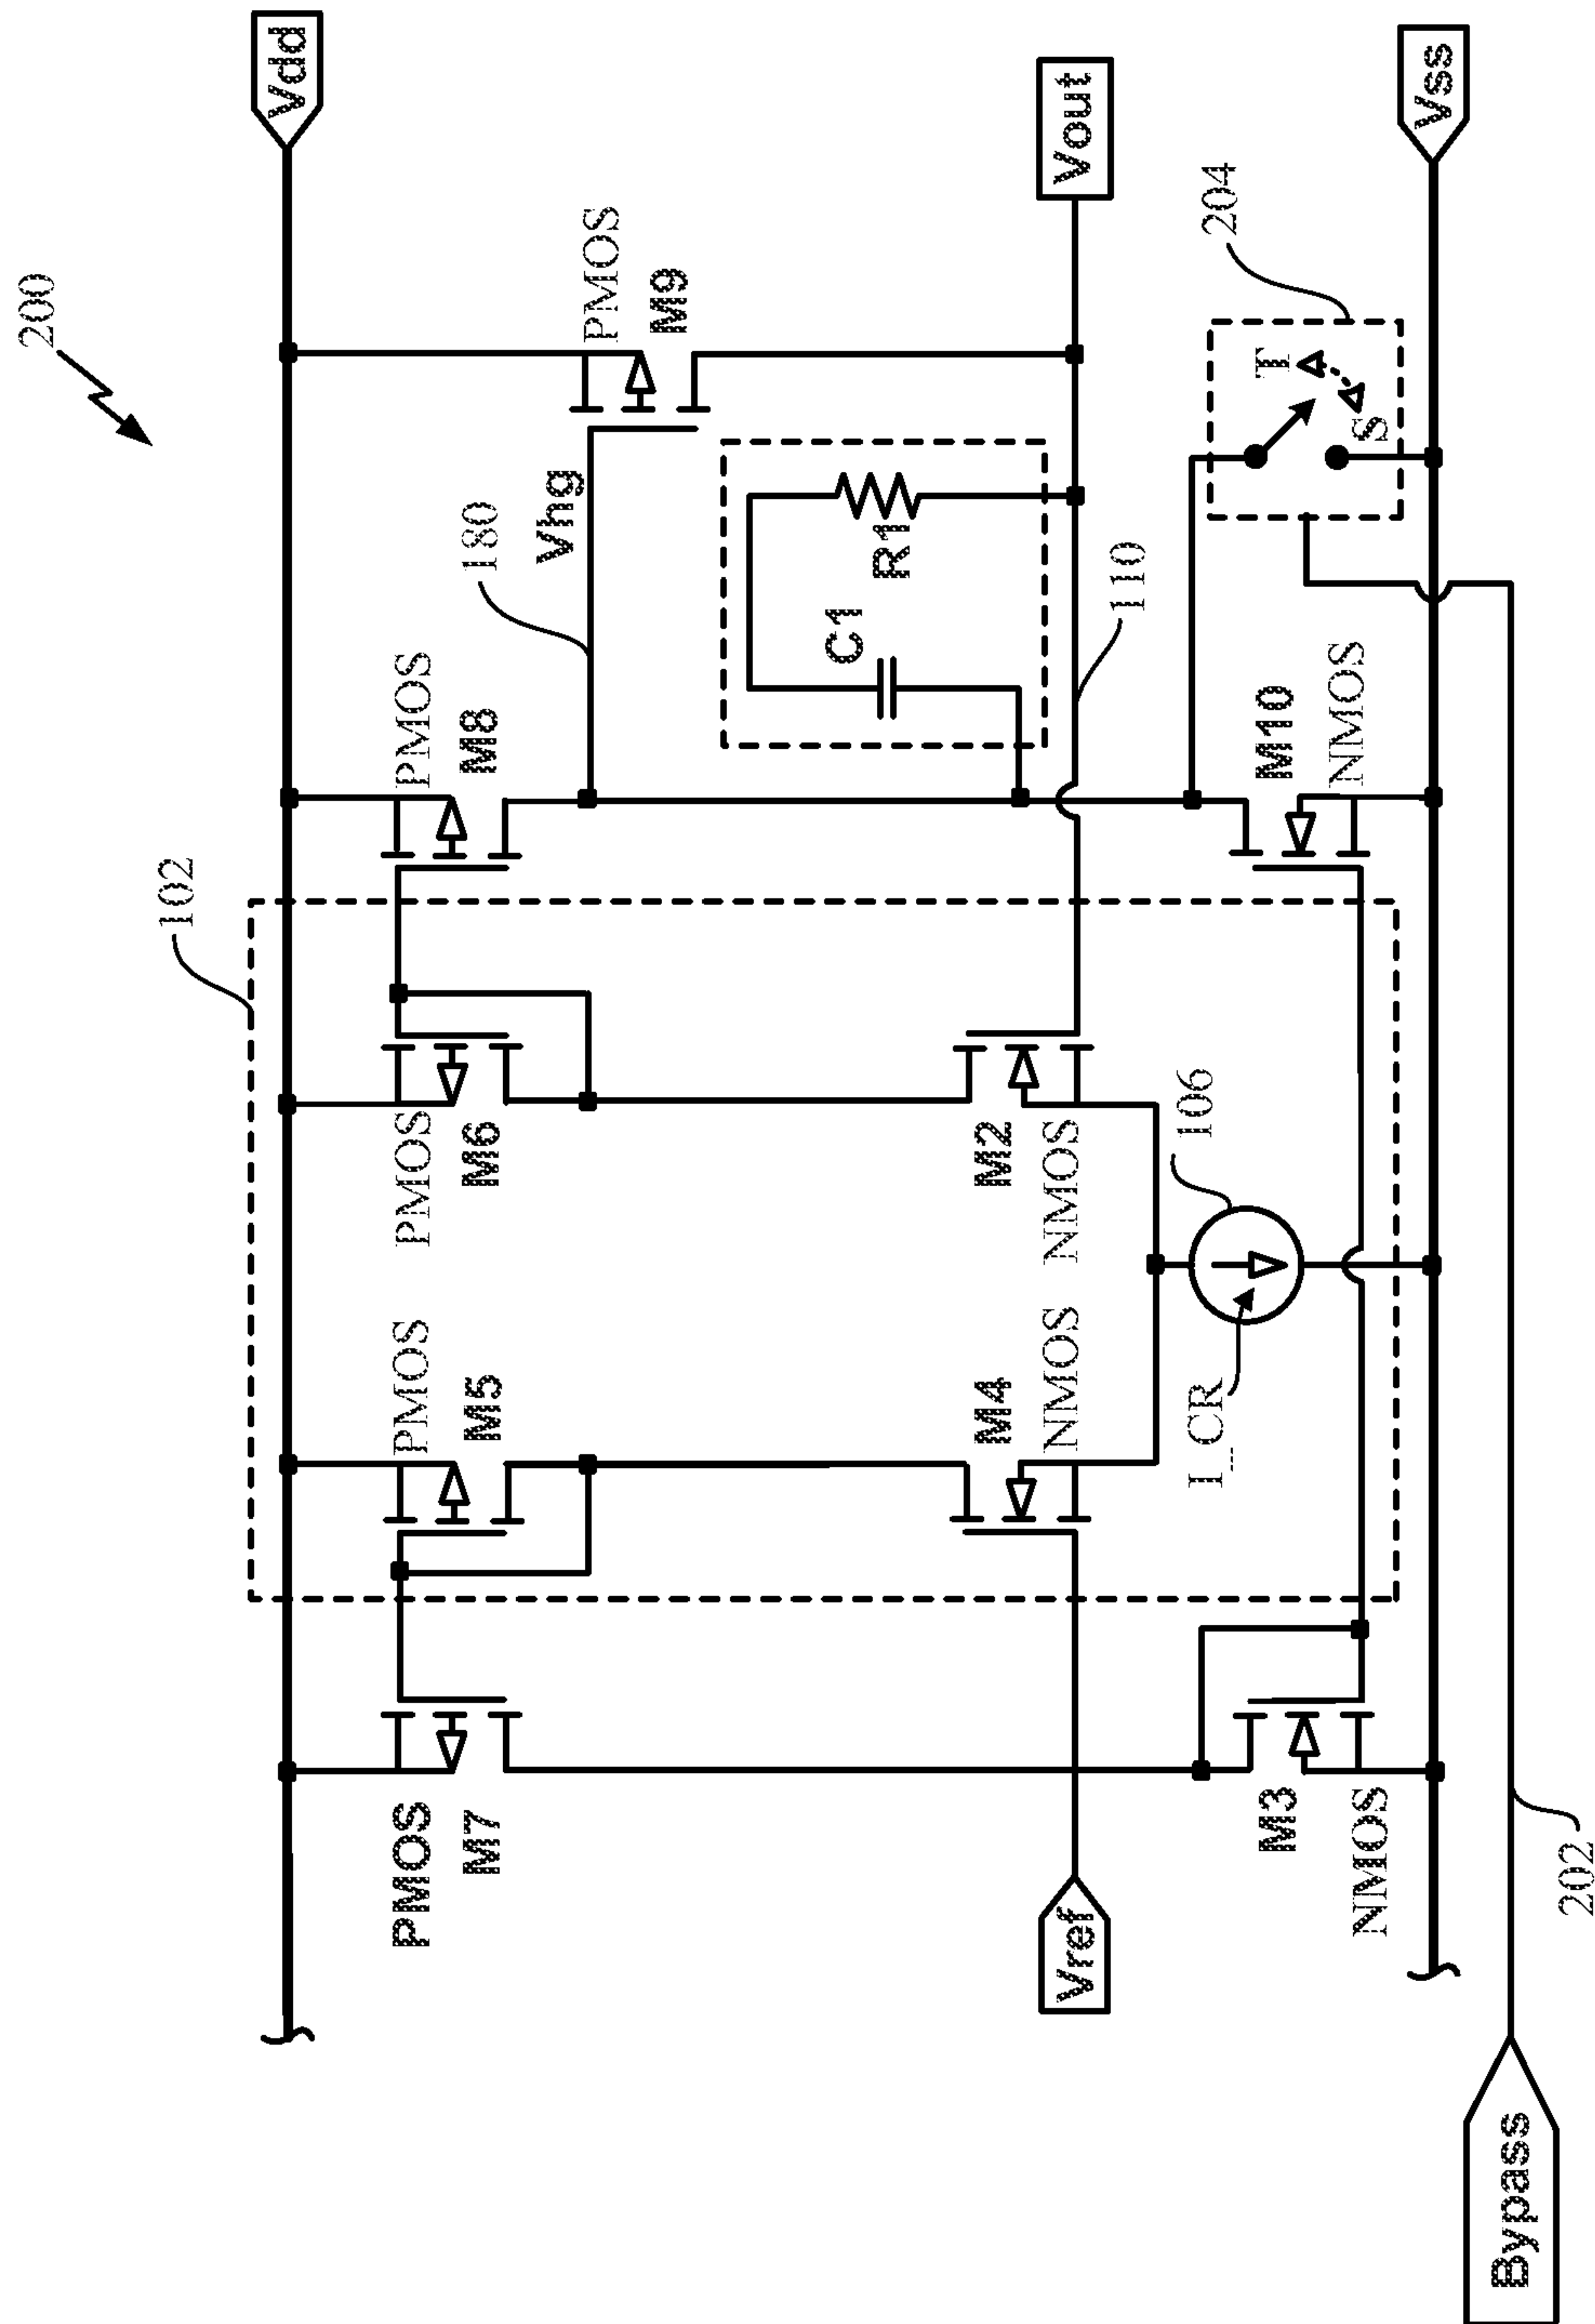 200
Vdd
102
PMOS
M7
PMOS
M5
PMOS
M6
PMOS
M8
180
Vhg
PMOS
M9
C1
R1
Vref
M4
NMOS
M2
NMOS
110
Vout
I_CR
106
M3
NMOS
M10
NMOS
T
S
204
Vss
Bypass
202